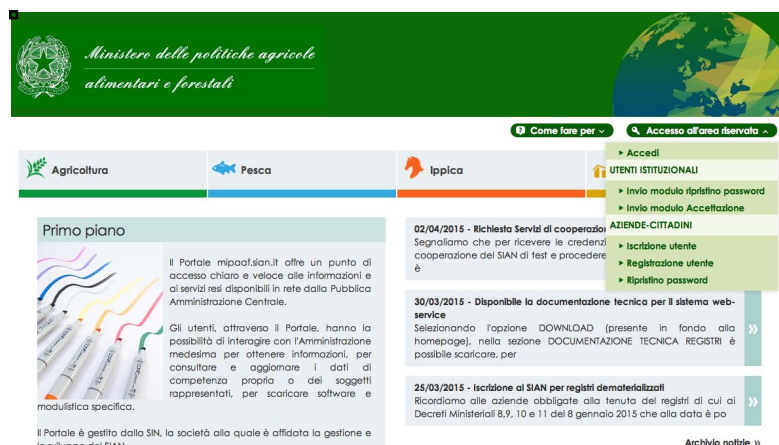 Ministero delle politiche agricole
alimentari e forestali
Come fare per
Accesso all'area riservata
Accedi
UTENTI ISTITUZIONALI
Invio modulo ripristino password
Invio modulo Accettazione
AZIENDE-CITTADINI
Iscrizione utente
Registrazione utente
Ripristino password
Agricoltura
Pesca
Ippica
Primo piano
Il Portale mipaaf.sian.it offre un punto di
accesso chiaro e veloce alle informazioni e
ai servizi resi disponibili in rete dalla Pubblica
Amministrazione Centrale.
Gli utenti, attraverso il Portale, hanno la
possibilità di interagire con l'Amministrazione
medesima per ottenere informazioni, per
consultare e aggiornare i dati di
competenza propria o dei soggetti
rappresentati, per scaricare software e
modulistica specifica.
Il Portale è gestito dalla SIN, la società alla quale è affidata la gestione e
02/04/2015 - Richiesta Servizi di cooperazion
Segnaliamo che per ricevere le credenzi
cooperazione del SIAN di test e procedere
è
30/03/2015 - Disponibile la documentazione tecnica per il sistema web-
service
Selezionando l'opzione DOWNLOAD (presente in fondo alla
homepage), nella sezione DOCUMENTAZIONE TECNICA REGISTRI è
possibile scaricare, per
»
25/03/2015 - Iscrizione al SIAN per registri dematerializzati
Ricordiamo alle aziende obbligate alla tenuta dei registri di cui ai
Decreti Ministeriali 8,9, 10 e 11 del 8 gennaio 2015 che alla data è po
»
Archivio notizie »